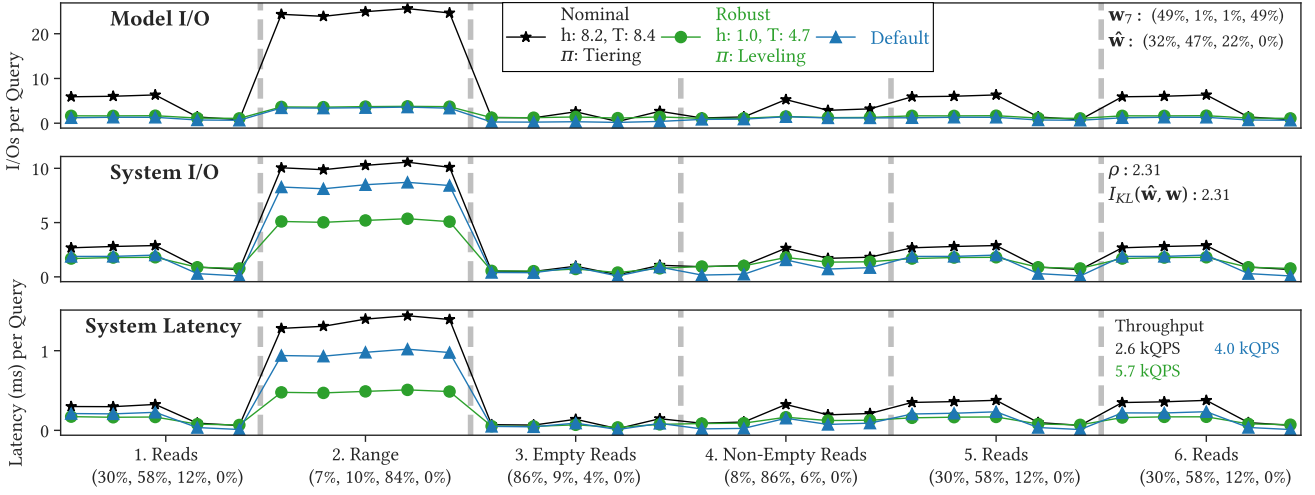 Model I/O
Nominal
h: 8.2, T: 8.4
π: Tiering
Robust
h: 1.0, T: 4.7
π: Leveling
Default
w₇ : (49%, 1%, 1%, 49%)
ŵ : (32%, 47%, 22%, 0%)
20
10
0
I/Os per Query
System I/O
ρ : 2.31
I_KL(ŵ, w) : 2.31
10
5
0
System Latency
Throughput
2.6 kQPS
4.0 kQPS
5.7 kQPS
1
0
Latency (ms) per Query
1. Reads
(30%, 58%, 12%, 0%)
2. Range
(7%, 10%, 84%, 0%)
3. Empty Reads
(86%, 9%, 4%, 0%)
4. Non-Empty Reads
(8%, 86%, 6%, 0%)
5. Reads
(30%, 58%, 12%, 0%)
6. Reads
(30%, 58%, 12%, 0%)